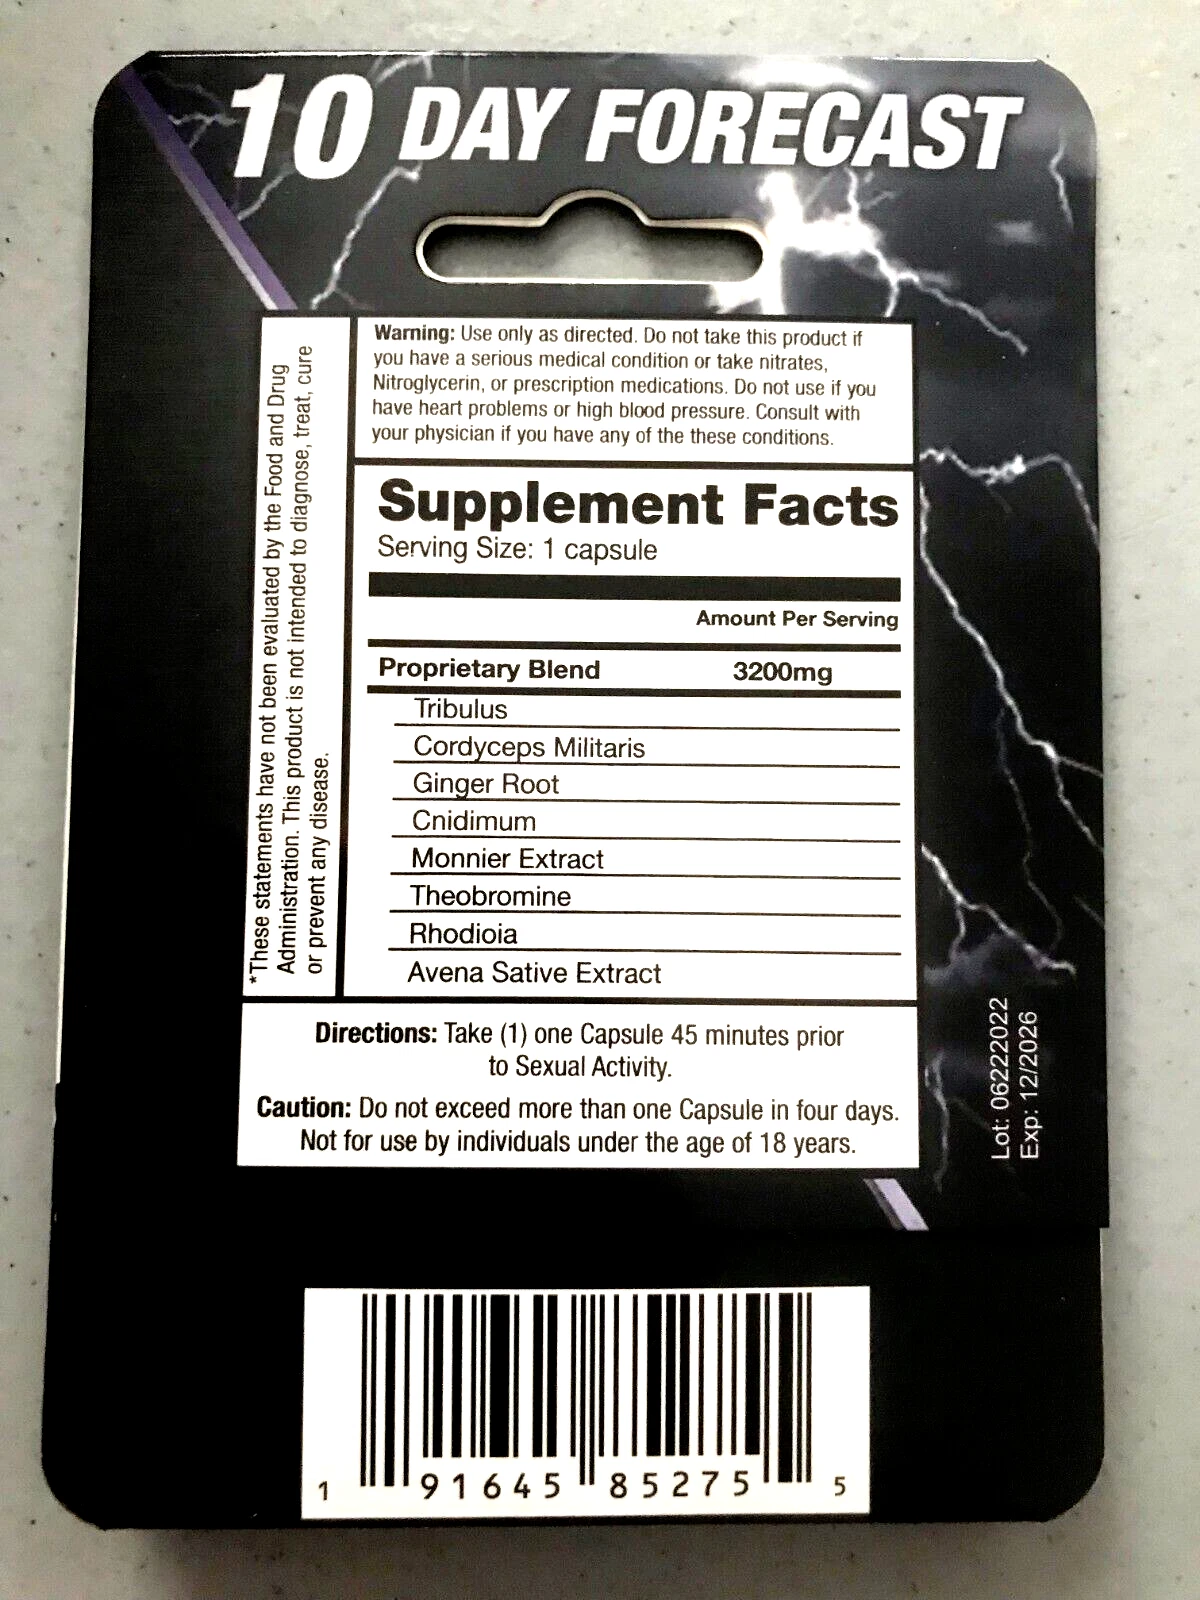 10 DAY FORECAST
Warning: Use only as directed. Do not take this product if
you have a serious medical condition or take nitrates,
Nitroglycerin, or prescription medications. Do not use if you
have heart problems or high blood pressure. Consult with
your physician if you have any of the these conditions.
*These statements have not been evaluated by the Food and Drug
Administration. This product is not intended to diagnose, treat, cure
or prevent any disease.
Supplement Facts
Serving Size: 1 capsule
Amount Per Serving
Proprietary Blend 3200mg
Tribulus
Cordyceps Militaris
Ginger Root
Cnidimum
Monnier Extract
Theobromine
Rhodioia
Avena Sative Extract
Directions: Take (1) one Capsule 45 minutes prior
to Sexual Activity.
Caution: Do not exceed more than one Capsule in four days.
Not for use by individuals under the age of 18 years.
Lot: 06222022
Exp: 12/2026
1 91645 85275 5